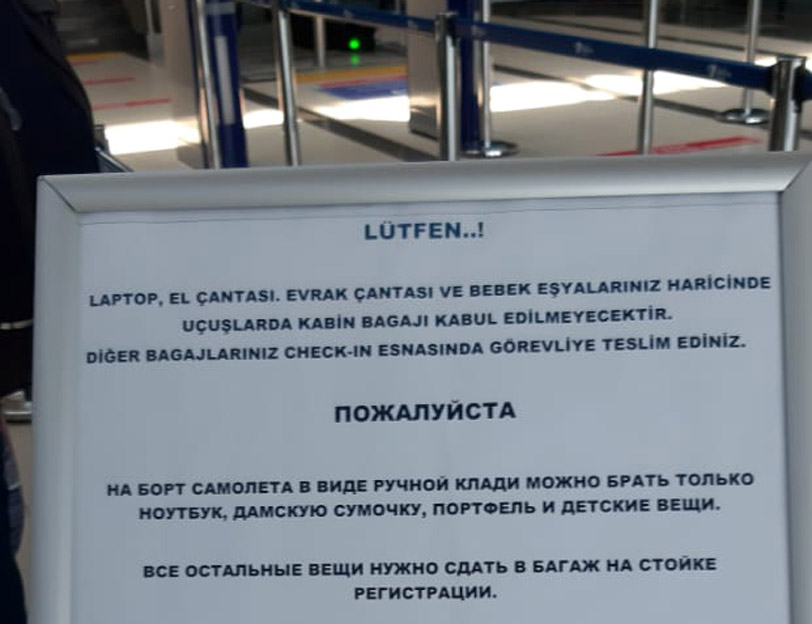 LÜTFEN..!
LAPTOP, EL ÇANTASI. EVRAK ÇANTASI VE BEBEK EŞYALARINIZ HARİCİNDE
UÇUŞLARDA KABİN BAGAJI KABUL EDİLMEYECEKTİR.
DİĞER BAGAJLARINIZ CHECK-IN ESNASINDA GÖREVLİYE TESLİM EDİNİZ.
ПОЖАЛУЙСТА
НА БОРТ САМОЛЕТА В ВИДЕ РУЧНОЙ КЛАДИ МОЖНО БРАТЬ ТОЛЬКО
НОУТБУК, ДАМСКУЮ СУМОЧКУ, ПОРТФЕЛЬ И ДЕТСКИЕ ВЕЩИ.
ВСЕ ОСТАЛЬНЫЕ ВЕЩИ НУЖНО СДАТЬ В БАГАЖ НА СТОЙКЕ
РЕГИСТРАЦИИ.